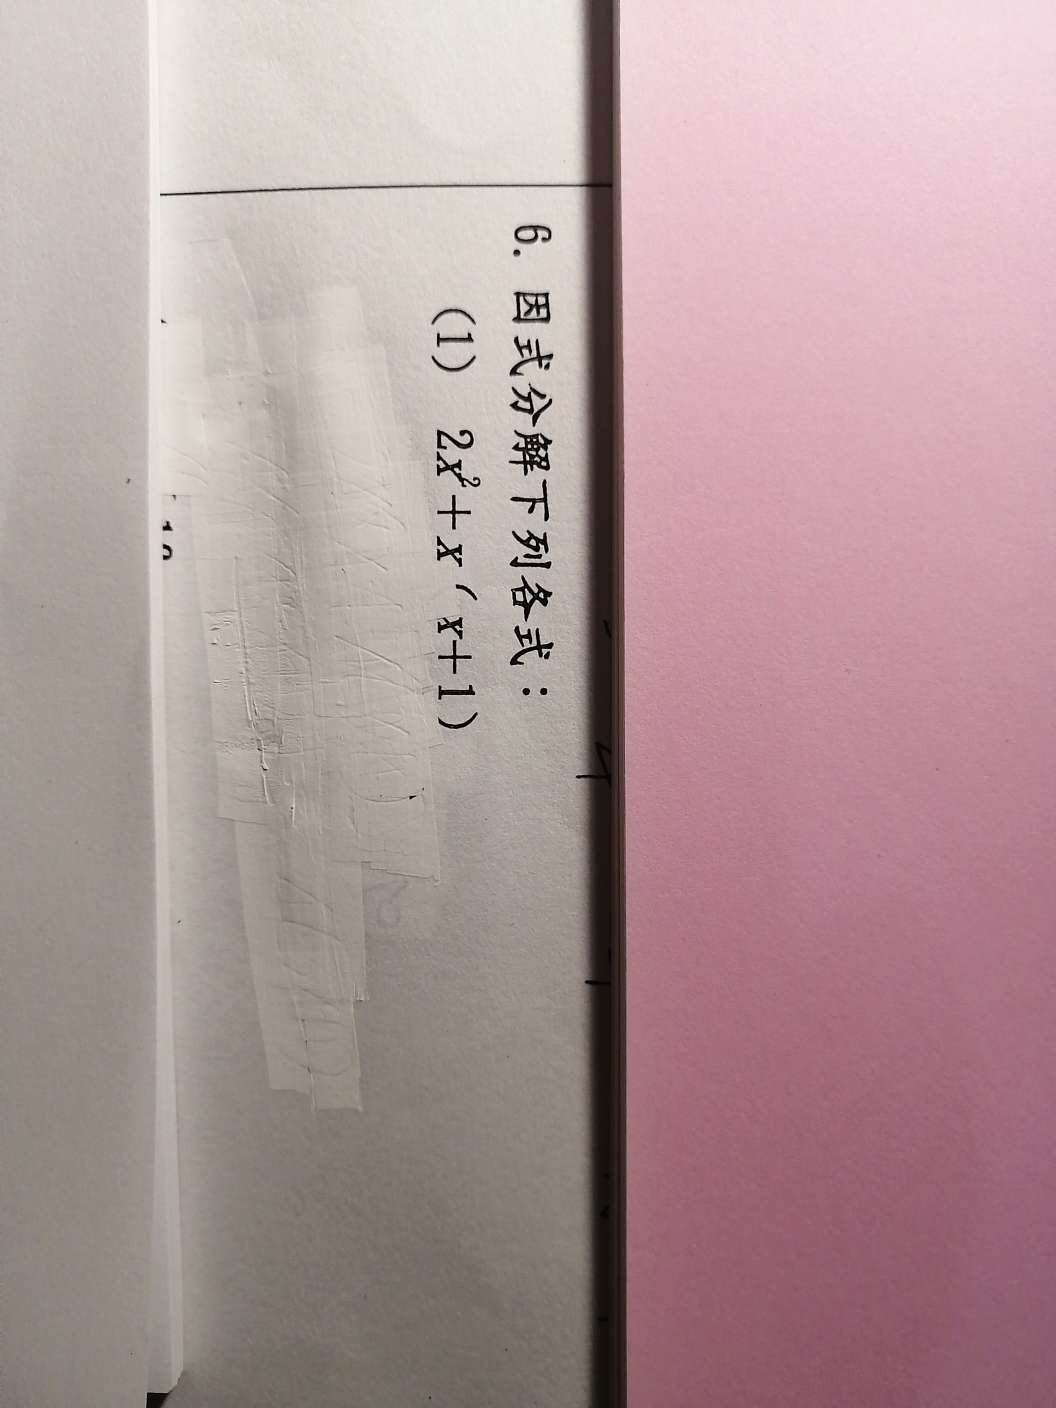 6. 因式分解下列各式：
(1) 2x²+x(x+1)